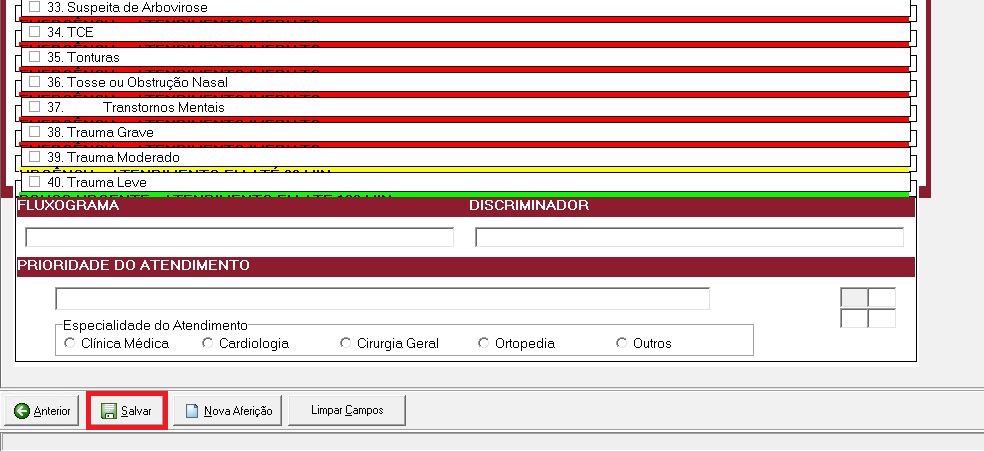 33. Suspeita de Arbovirose
34. TCE
35. Tonturas
36. Tosse ou Obstrução Nasal
37. Transtornos Mentais
38. Trauma Grave
39. Trauma Moderado
40. Trauma Leve
FLUXOGRAMA DISCRIMINADOR
PRIORIDADE DO ATENDIMENTO
Especialidade do Atendimento
Clínica Médica Cardiologia Cirurgia Geral Ortopedia Outros
Anterior Salvar Nova Aferição Limpar Campos